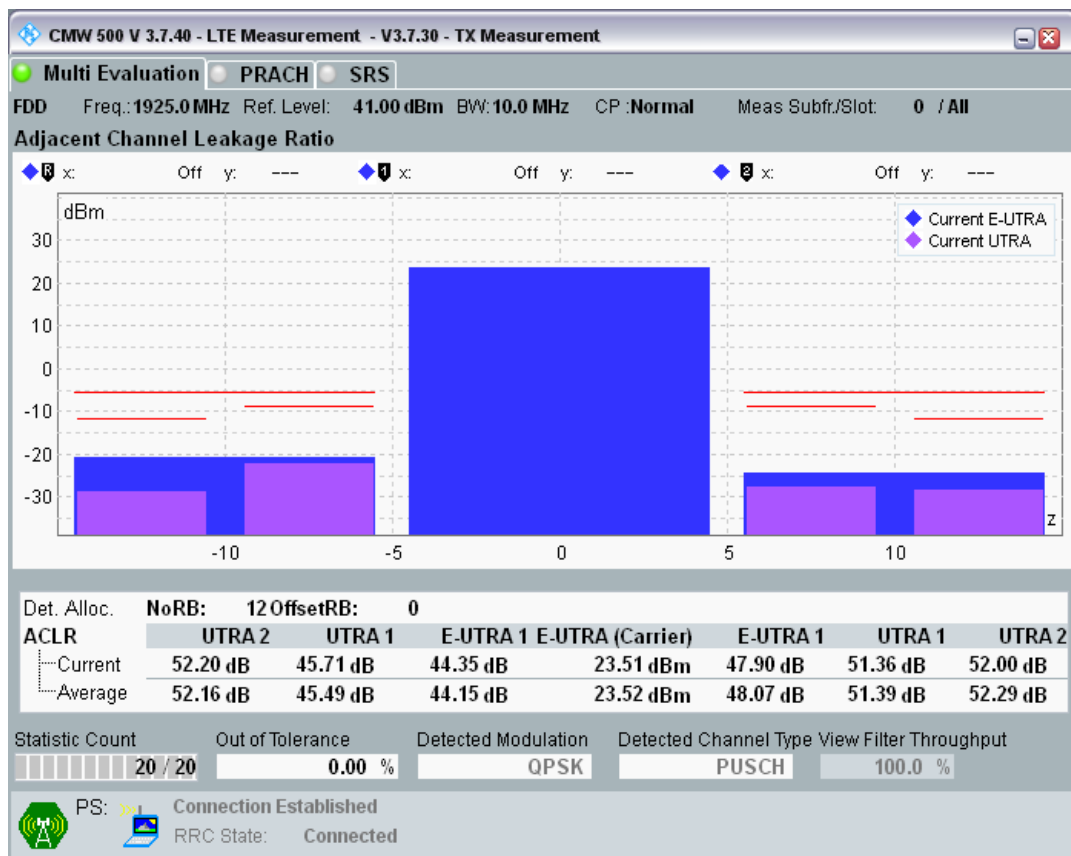 CMW 500 V 3.7.40 - LTE Measurement - V3.7.30 - TX Measurement
Multi Evaluation PRACH SRS
FDD Freq.: 1925.0 MHz Ref. Level: 41.00 dBm BW: 10.0 MHz CP :Normal Meas Subfr./Slot: 0 / All
Adjacent Channel Leakage Ratio
R x: Off y: --- 1 x: Off y: --- 2 x: Off y: ---
dBm
Current E-UTRA
Current UTRA
30
20
10
0
-10
-20
-30
z
-10 -5 0 5 10
Det. Alloc. NoRB: 12 OffsetRB: 0
ACLR UTRA 2 UTRA 1 E-UTRA 1 E-UTRA (Carrier) E-UTRA 1 UTRA 1 UTRA 2
Current 52.20 dB 45.71 dB 44.35 dB 23.51 dBm 47.90 dB 51.36 dB 52.00 dB
Average 52.16 dB 45.49 dB 44.15 dB 23.52 dBm 48.07 dB 51.39 dB 52.29 dB
Statistic Count Out of Tolerance Detected Modulation Detected Channel Type View Filter Throughput
20 / 20 0.00 % QPSK PUSCH 100.0 %
PS: Connection Established
RRC State: Connected